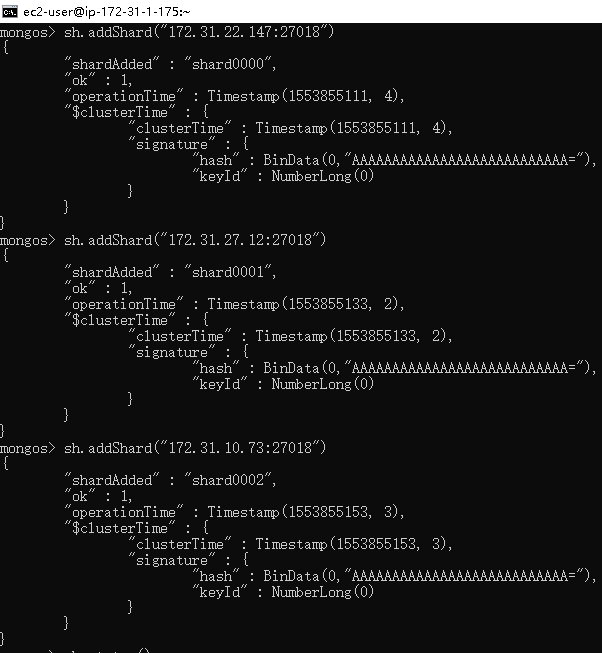 ec2-user@ip-172-31-1-175:~
mongos> sh.addShard("172.31.22.147:27018")
{
        "shardAdded" : "shard0000",
        "ok" : 1,
        "operationTime" : Timestamp(1553855111, 4),
        "$clusterTime" : {
                "clusterTime" : Timestamp(1553855111, 4),
                "signature" : {
                        "hash" : BinData(0,"AAAAAAAAAAAAAAAAAAAAAAAAAAA="),
                        "keyId" : NumberLong(0)
                }
        }
}
mongos> sh.addShard("172.31.27.12:27018")
{
        "shardAdded" : "shard0001",
        "ok" : 1,
        "operationTime" : Timestamp(1553855133, 2),
        "$clusterTime" : {
                "clusterTime" : Timestamp(1553855133, 2),
                "signature" : {
                        "hash" : BinData(0,"AAAAAAAAAAAAAAAAAAAAAAAAAAA="),
                        "keyId" : NumberLong(0)
                }
        }
}
mongos> sh.addShard("172.31.10.73:27018")
{
        "shardAdded" : "shard0002",
        "ok" : 1,
        "operationTime" : Timestamp(1553855153, 3),
        "$clusterTime" : {
                "clusterTime" : Timestamp(1553855153, 3),
                "signature" : {
                        "hash" : BinData(0,"AAAAAAAAAAAAAAAAAAAAAAAAAAA="),
                        "keyId" : NumberLong(0)
                }
        }
}